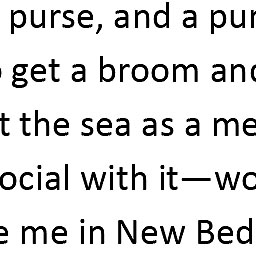 purse, and a pur
get a broom and
t the sea as a me
ocial with it—wo
e me in New Bed